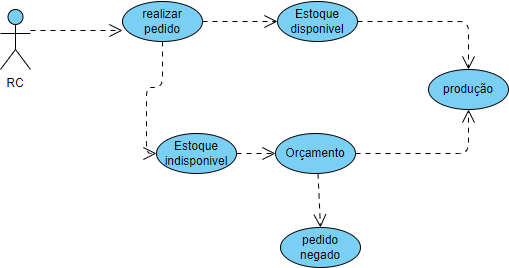 realizar
pedido
Estoque
disponivel
RC
produção
Estoque
indisponivel
Orçamento
pedido
negado